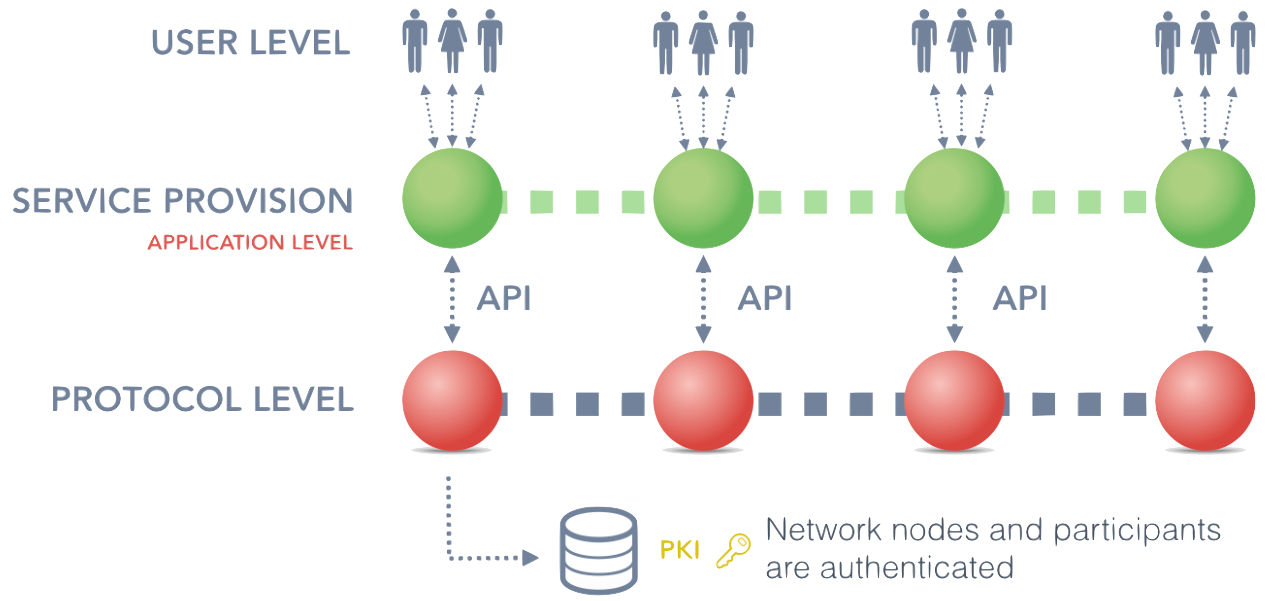 USER LEVEL
SERVICE PROVISION
APPLICATION LEVEL
API
API
API
PROTOCOL LEVEL
PKI
Network nodes and participants
are authenticated